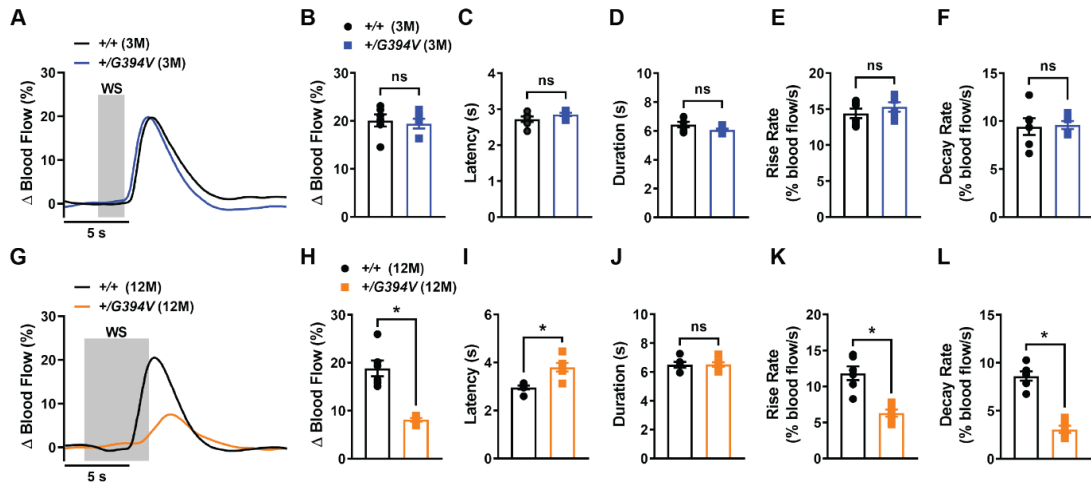 A
+/+ (3M)
+/G394V (3M)
WS
Δ Blood Flow (%)
30
20
10
0
5 s
B
+/+ (3M)
+/G394V (3M)
ns
Δ Blood Flow (%)
30
20
10
0
C
ns
Latency (s)
4
3
2
1
0
D
ns
Duration (s)
10
8
6
4
2
0
E
ns
Rise Rate
(% blood flow/s)
20
15
10
5
0
F
ns
Decay Rate
(% blood flow/s)
15
10
5
0
G
+/+ (12M)
+/G394V (12M)
WS
Δ Blood Flow (%)
30
20
10
0
5 s
H
+/+ (12M)
+/G394V (12M)
*
Δ Blood Flow (%)
30
20
10
0
I
*
Latency (s)
6
4
2
0
J
ns
Duration (s)
10
8
6
4
2
0
K
*
Rise Rate
(% blood flow/s)
20
16
12
8
4
0
L
*
Decay Rate
(% blood flow/s)
15
10
5
0